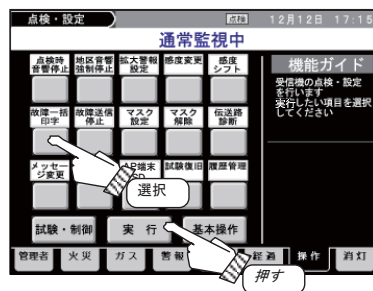 点検・設定
点検
12月12日 17:15
通常監視中
点検時
音響停止
地区音響
強制停止
拡大警報
設定
感度変更
感度
シフト
故障一括
印字
故障送信
停止
マスク
設定
マスク
解除
伝送路
診断
メッセー
ジ変更
AP端末
試験復旧
履歴管理
選択
試験・制御
実行
基本操作
押す
管理者
火災
ガス
警報
経過
操作
消灯
機能ガイド
受信機の点検・設定
を行います
実行したい項目を選択
してください